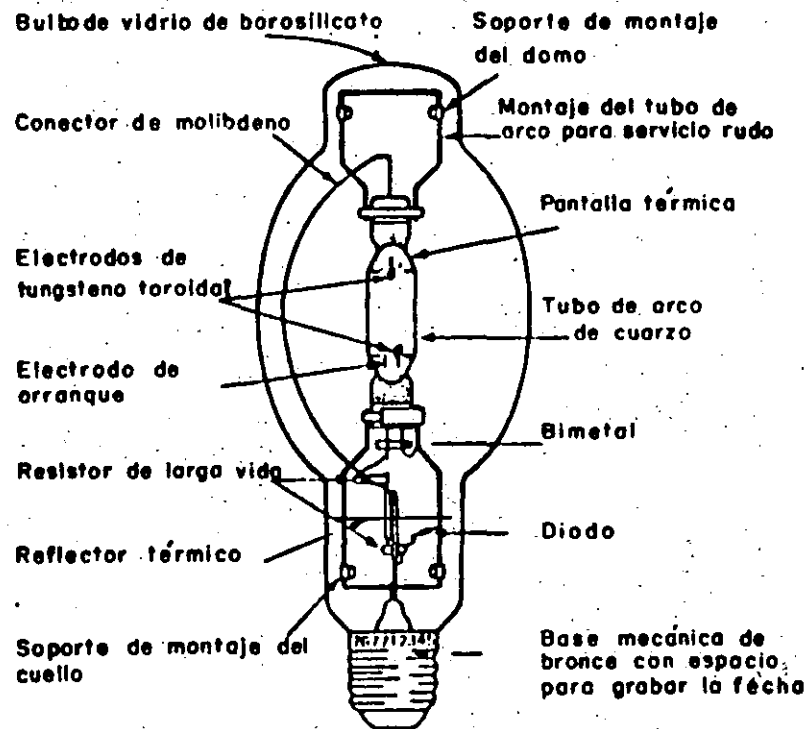 Bulbo de vidrio de borosilicato
Soporte de montaje
del domo
Conector de molibdeno
Montaje del tubo de
arco para servicio rudo
Pantalla térmica
Electrodos de
tungsteno toroidal
Tubo de arco
de cuarzo
Electrodo de
arranque
Bimetal
Resistor de larga vida
Reflector térmico
Diodo
Soporte de montaje del
cuello
Base mecánica de
bronce con espacio
para grabar la fecha